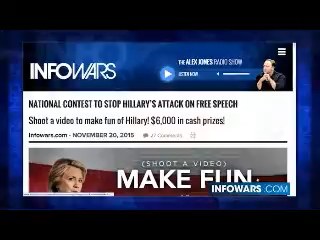 THE ALEX JONES RADIO SHOW
INFOWARS
LISTEN NOW
NATIONAL CONTEST TO STOP HILLARY'S ATTACK ON FREE SPEECH
Shoot a video to make fun of Hillary! $6,000 in cash prizes!
Infowars.com - NOVEMBER 20, 2015
27 Comments
(SHOOT A VIDEO)
MAKE FUN
INFOWARS.COM